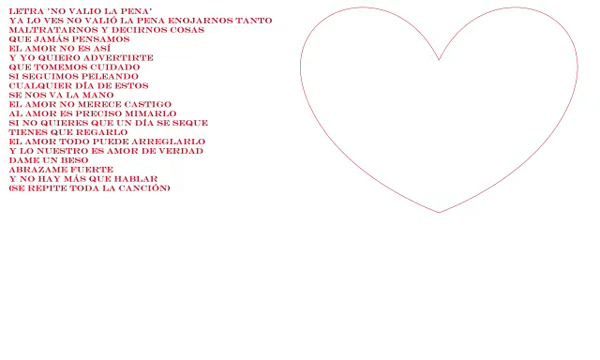 LETRA 'NO VALIO LA PENA'
YA LO VES NO VALIÓ LA PENA ENOJARNOS TANTO
MALTRATARNOS Y DECIRNOS COSAS
QUE JAMÁS PENSAMOS
EL AMOR NO ES ASÍ
Y YO QUIERO ADVERTIRTE
QUE TOMEMOS CUIDADO
SI SEGUIMOS PELEANDO
CUALQUIER DÍA DE ESTOS
SE NOS VA LA MANO
EL AMOR NO MERECE CASTIGO
AL AMOR ES PRECISO MIMARLO
SI NO QUIERES QUE UN DÍA SE SEQUE
TIENES QUE REGARLO
EL AMOR TODO PUEDE ARREGLARLO
Y LO NUESTRO ES AMOR DE VERDAD
DAME UN BESO
ABRAZAME FUERTE
Y NO HAY MÁS QUE HABLAR
(SE REPITE TODA LA CANCIÓN)